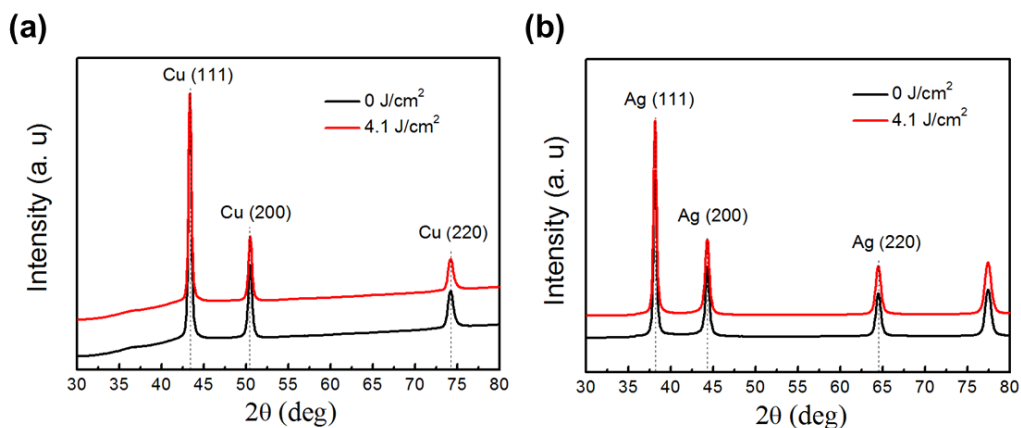 (a)
Cu (111)
0 J/cm²
4.1 J/cm²
Cu (200)
Cu (220)
Intensity (a. u)
30 35 40 45 50 55 60 65 70 75 80
2θ (deg)
(b)
Ag (111)
0 J/cm²
4.1 J/cm²
Ag (200)
Ag (220)
Intensity (a. u)
30 35 40 45 50 55 60 65 70 75 80
2θ (deg)